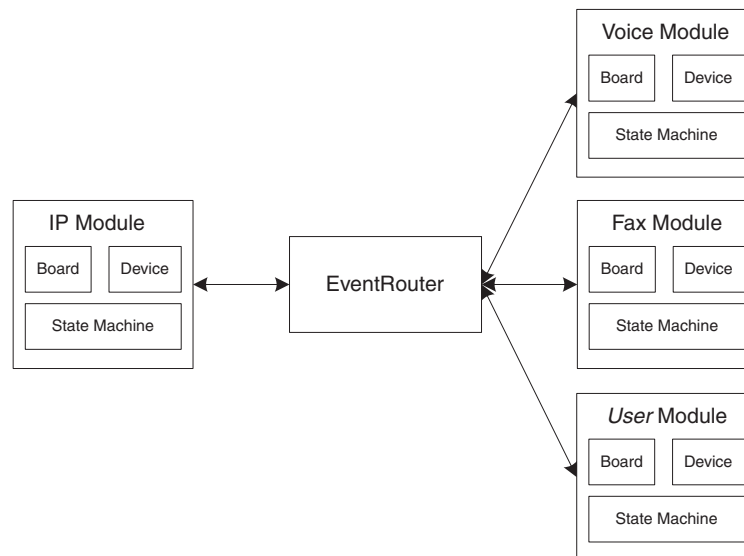 Voice Module
Board
Device
State Machine
IP Module
Board
Device
State Machine
EventRouter
Fax Module
Board
Device
State Machine
User Module
Board
Device
State Machine